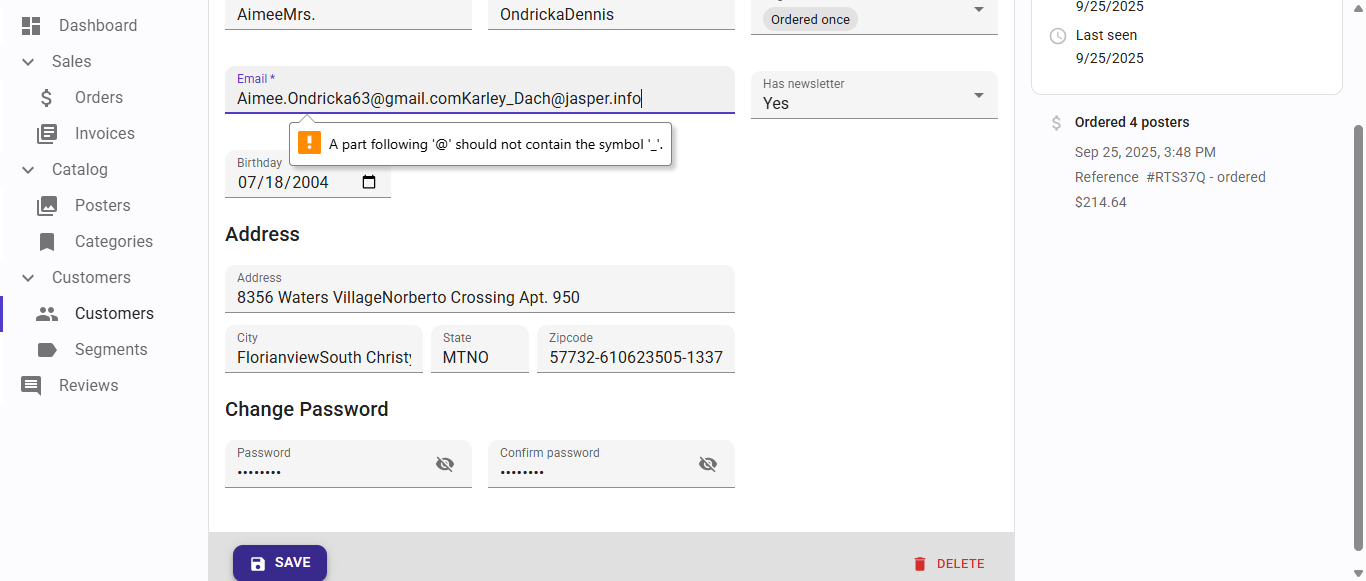 Dashboard
Sales
Orders
Invoices
Catalog
Posters
Categories
Customers
Customers
Segments
Reviews
AimeeMrs.
OndrickaDennis
Ordered once
Email *
Aimee.Ondricka63@gmail.comKarley_Dach@jasper.info
Has newsletter
Yes
A part following '@' should not contain the symbol '_'.
Birthday
07/18/2004
Address
Address
8356 Waters VillageNorberto Crossing Apt. 950
City
FlorianviewSouth Christy
State
MTNO
Zipcode
57732-610623505-1337
Change Password
Password
••••••••
Confirm password
••••••••
SAVE
DELETE
9/25/2025
Last seen
9/25/2025
Ordered 4 posters
Sep 25, 2025, 3:48 PM
Reference #RTS37Q - ordered
$214.64